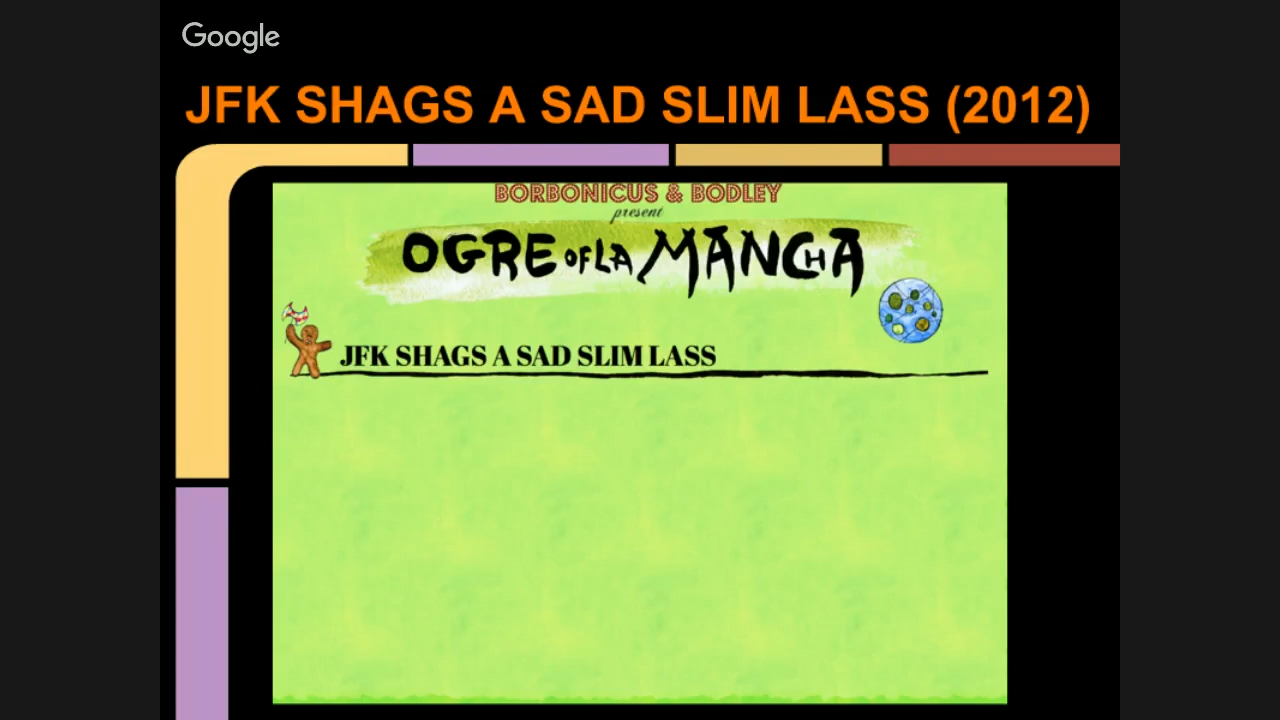 Google
JFK SHAGS A SAD SLIM LASS (2012)
BORBONICUS & BODLEY
present
OGRE OF LA MANCHA
JFK SHAGS A SAD SLIM LASS